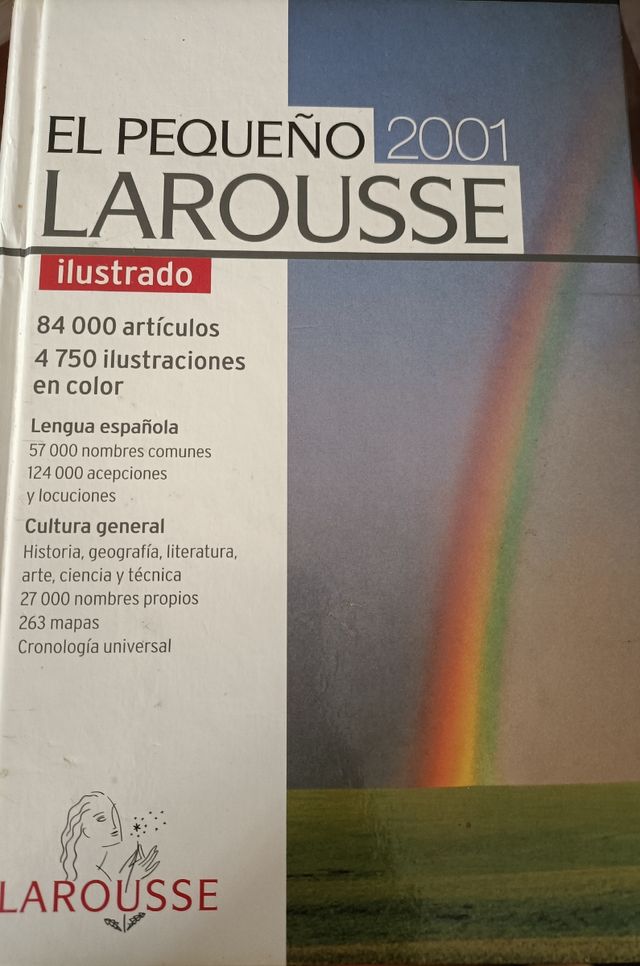 EL PEQUEÑO 2001
LAROUSSE
ilustrado
84 000 artículos
4 750 ilustraciones
en color
Lengua española
57 000 nombres comunes
124 000 acepciones
y locuciones
Cultura general
Historia, geografía, literatura,
arte, ciencia y técnica
27 000 nombres propios
263 mapas
Cronología universal
LAROUSSE